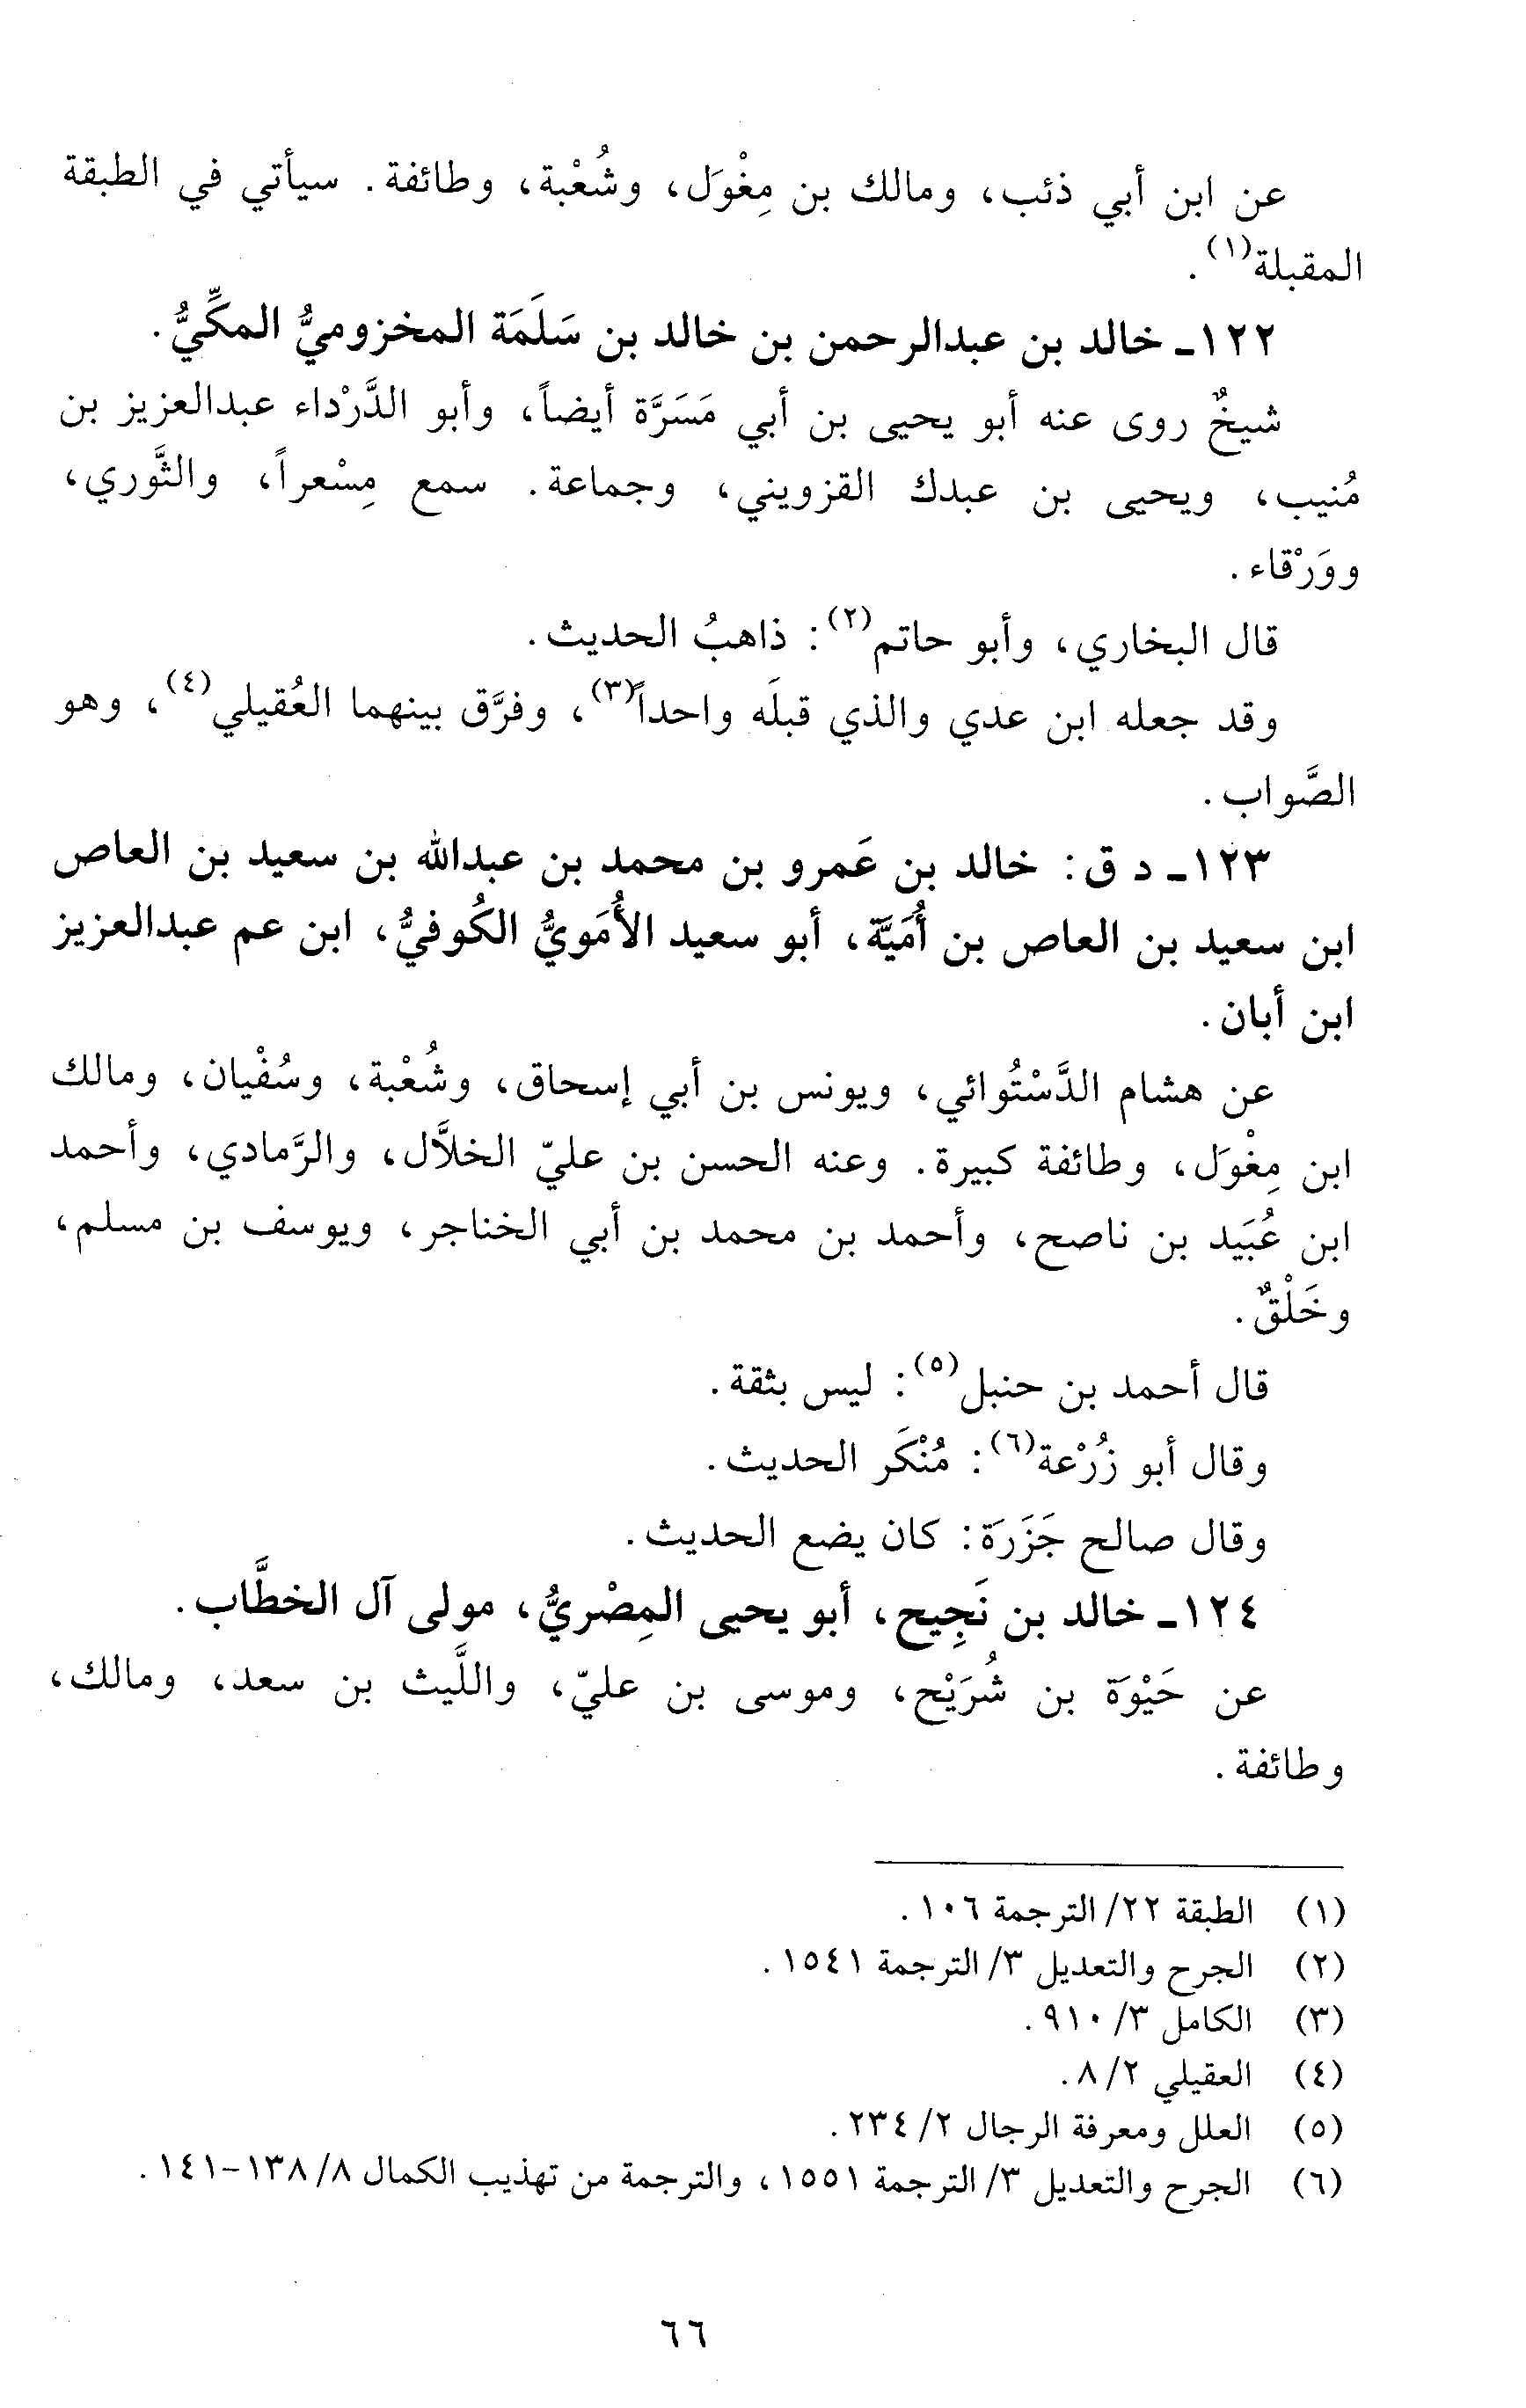 عن ابن أبي ذئب، ومالك بن مِغْوَل، وشُعْبة، وطائفة. سيأتي في الطبقة
المقبلة(١).
١٢٢ـ خالد بن عبدالرحمن بن خالد بن سَلَمَة المخزوميُّ المكِّيُّ.
شيخٌ روى عنه أبو يحيى بن أبي مَسَرَّة أيضاً، وأبو الدَّرْداء عبدالعزيز بن
مُنيب، ويحيى بن عبدك القزويني، وجماعة. سمع مِسْعراً، والثَّوري،
ووَرْقاء.
قال البخاري، وأبو حاتم(٢): ذاهبُ الحديث.
وقد جعله ابن عدي والذي قبلَه واحداً(٣)، وفرَّق بينهما العُقيلي(٤)، وهو
الصَّواب.
١٢٣ـ د ق: خالد بن عَمرو بن محمد بن عبدالله بن سعيد بن العاص
ابن سعيد بن العاص بن أُمَيَّة، أبو سعيد الأُمَويُّ الكُوفيُّ، ابن عم عبدالعزيز
ابن أبان.
عن هشام الدَّسْتُوائي، ويونس بن أبي إسحاق، وشُعْبة، وسُفْيان، ومالك
ابن مِغْوَل، وطائفة كبيرة. وعنه الحسن بن عليّ الخلاَّل، والرَّمادي، وأحمد
ابن عُبَيد بن ناصح، وأحمد بن محمد بن أبي الخناجر، ويوسف بن مسلم،
وخَلْقٌ.
قال أحمد بن حنبل(٥): ليس بثقة.
وقال أبو زُرْعة(٦): مُنْكَر الحديث.
وقال صالح جَزَرَة: كان يضع الحديث.
١٢٤ـ خالد بن نَجِيح، أبو يحيى المِصْريُّ، مولى آل الخطَّاب.
عن حَيْوَة بن شُرَيْح، وموسى بن عليّ، واللَّيث بن سعد، ومالك،
وطائفة.
(١) الطبقة ٢٢/ الترجمة ١٠٦.
(٢) الجرح والتعديل ٣/ الترجمة ١٥٤١.
(٣) الكامل ٣/ ٩١٠.
(٤) العقيلي ٢/ ٨.
(٥) العلل ومعرفة الرجال ٢/ ٢٣٤.
(٦) الجرح والتعديل ٣/ الترجمة ١٥٥١، والترجمة من تهذيب الكمال ٨/ ١٣٨-١٤١.
٦٦